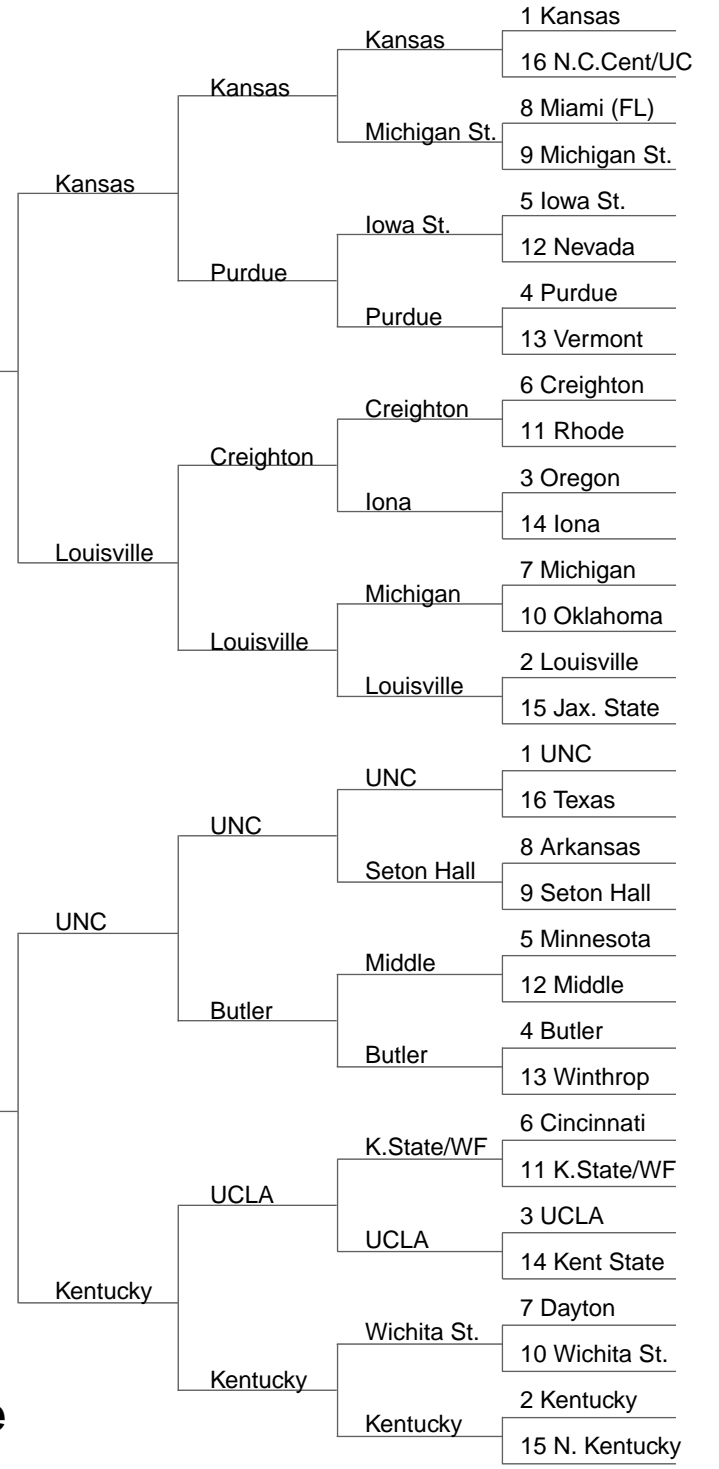 1 Kansas
Kansas
16 N.C.Cent/UC
Kansas
8 Miami (FL)
Michigan St.
9 Michigan St.
Kansas
5 Iowa St.
Iowa St.
12 Nevada
Purdue
4 Purdue
Purdue
13 Vermont
6 Creighton
Creighton
11 Rhode
Creighton
3 Oregon
Iona
14 Iona
Louisville
7 Michigan
Michigan
10 Oklahoma
Louisville
2 Louisville
Louisville
15 Jax. State
1 UNC
UNC
16 Texas
UNC
8 Arkansas
Seton Hall
9 Seton Hall
UNC
5 Minnesota
Middle
12 Middle
Butler
4 Butler
Butler
13 Winthrop
6 Cincinnati
K.State/WF
11 K.State/WF
UCLA
3 UCLA
UCLA
14 Kent State
Kentucky
7 Dayton
Wichita St.
10 Wichita St.
Kentucky
2 Kentucky
Kentucky
15 N. Kentucky
e